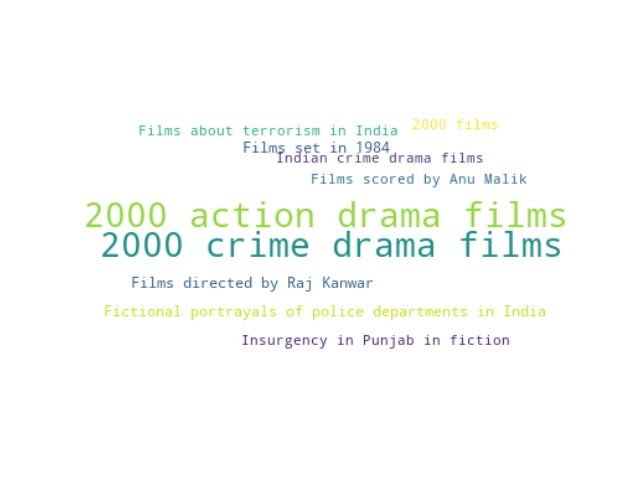 2000 films
Films about terrorism in India
Films set in 1984
Indian crime drama films
Films scored by Anu Malik
2000 action drama films
2000 crime drama films
Films directed by Raj Kanwar
Fictional portrayals of police departments in India
Insurgency in Punjab in fiction